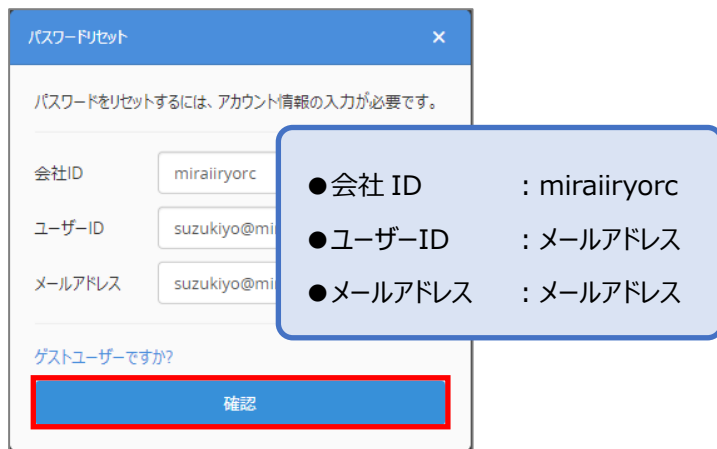 パスワードリセット ×
パスワードをリセットするには、アカウント情報の入力が必要です。
会社ID miraiiryorc
ユーザーID suzukiyo@mi
メールアドレス suzukiyo@mi
●会社 ID : miraiiryorc
●ユーザーID : メールアドレス
●メールアドレス : メールアドレス
ゲストユーザーですか?
確認